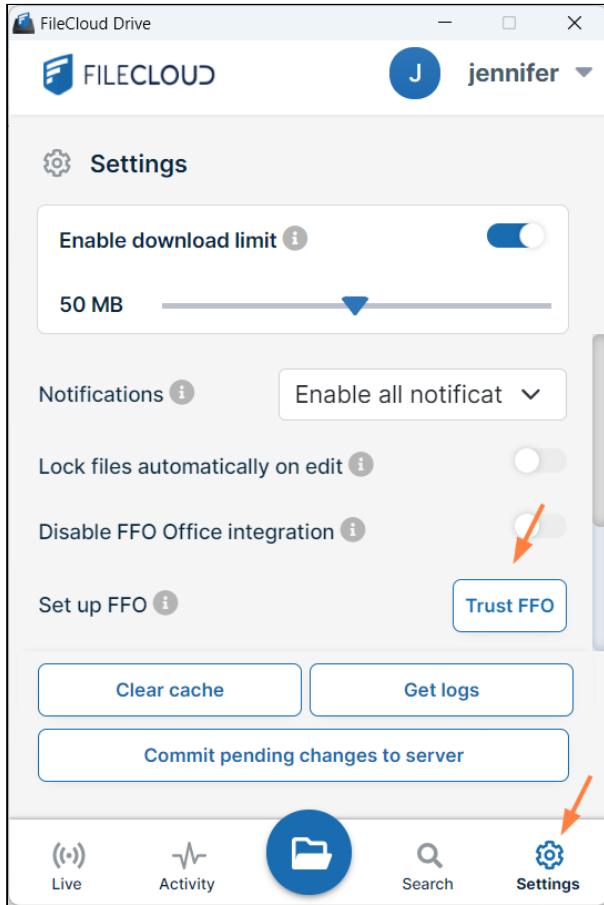 FileCloud Drive
FILECLOUD
J
jennifer
Settings
Enable download limit
50 MB
Notifications
Enable all notificat
Lock files automatically on edit
Disable FFO Office integration
Set up FFO
Trust FFO
Clear cache
Get logs
Commit pending changes to server
Live
Activity
Search
Settings